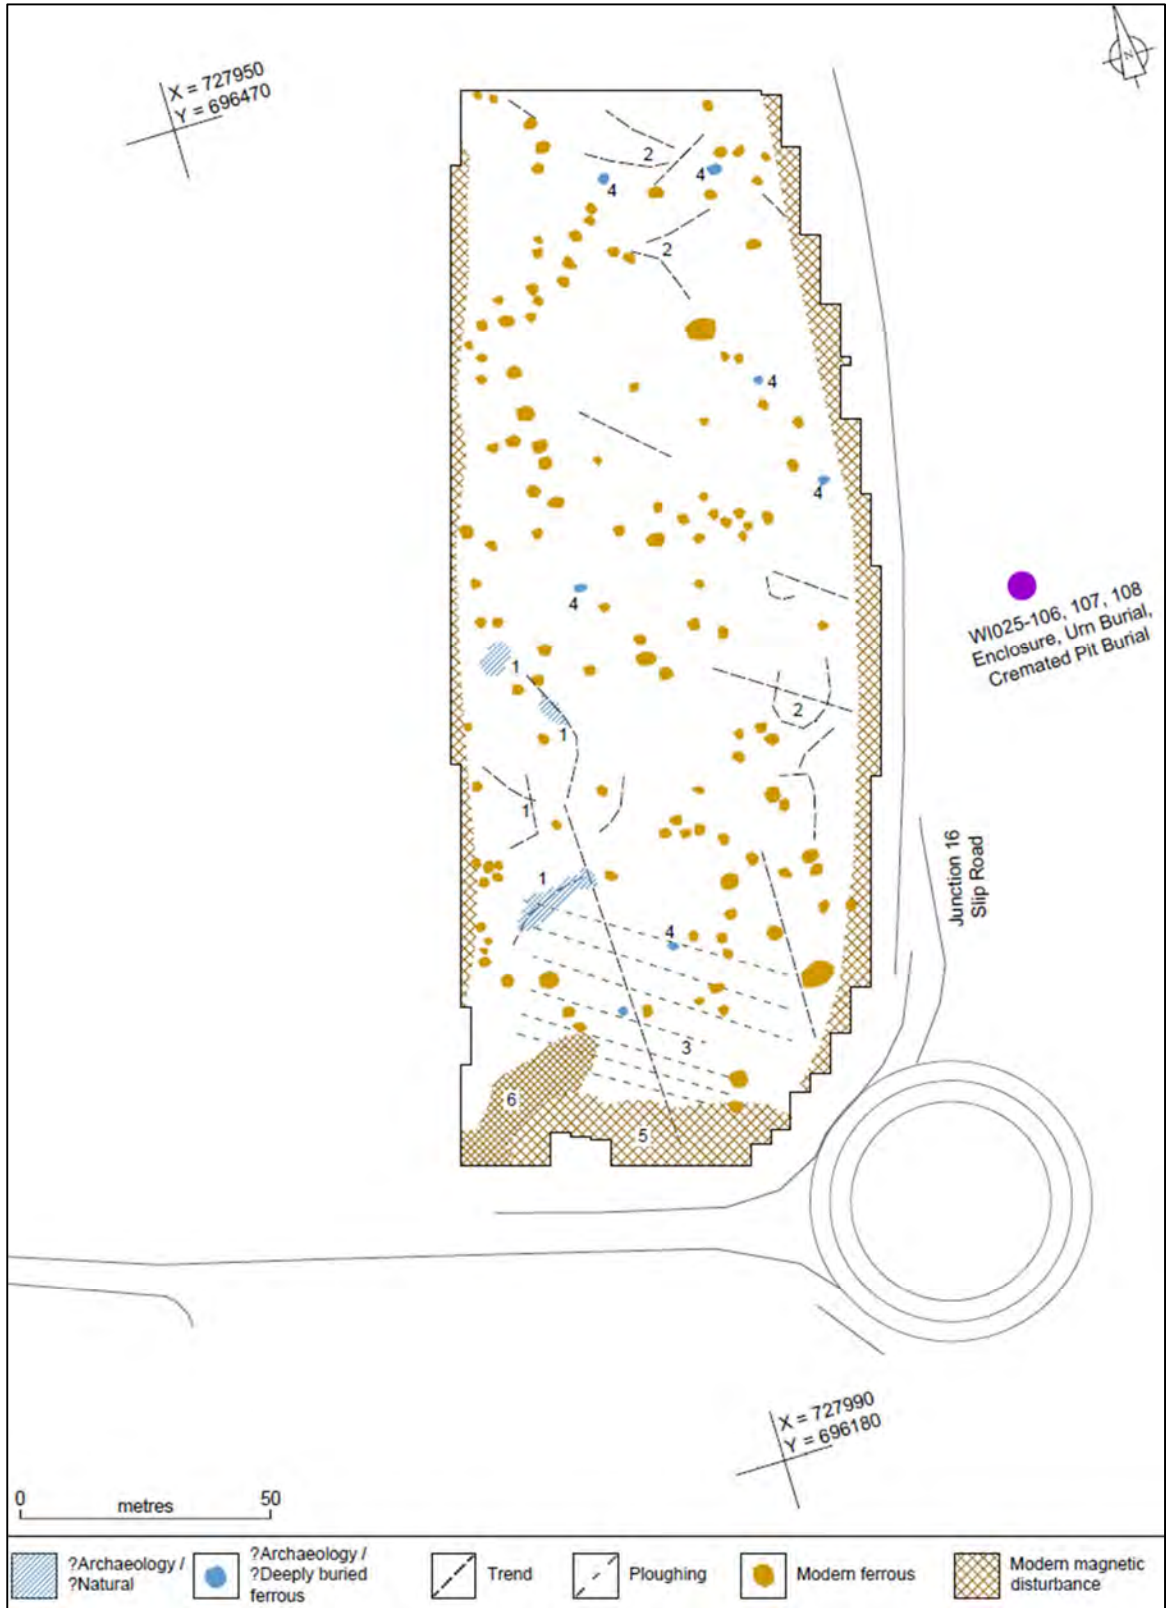 X = 727950
Y = 696470
N
2
4
4
2
4
4
4
1
1
2
1
1
4
3
6
5
WI025-106, 107, 108
Enclosure, Urn Burial,
Cremated Pit Burial
Junction 16
Slip Road
X = 727990
Y = 696180
0 metres 50
?Archaeology /
?Natural
?Archaeology /
?Deeply buried
ferrous
Trend
Ploughing
Modern ferrous
Modern magnetic
disturbance